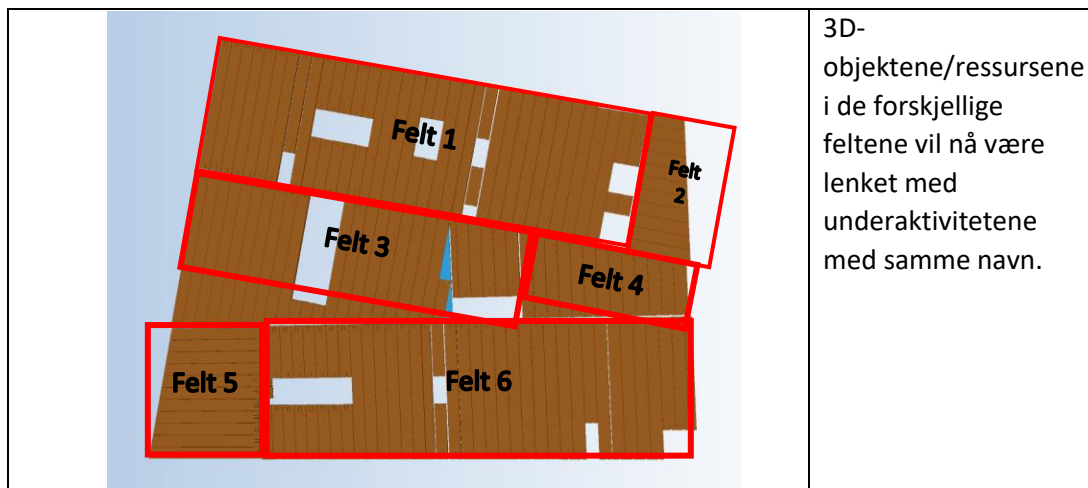 Felt 1
Felt
2
Felt 3
Felt 4
Felt 5
Felt 6
3D-
objektene/ressursene
i de forskjellige
feltene vil nå være
lenket med
underaktivitetene
med samme navn.